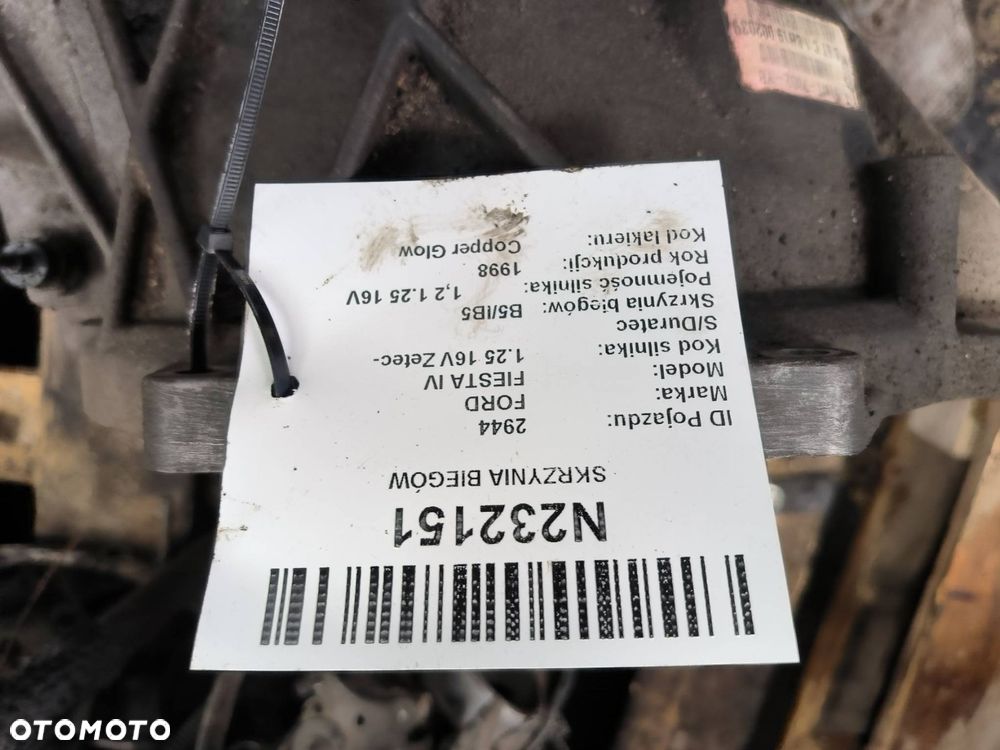 N232151
SKRZYNIA BIEGÓW
ID Pojazdu: 2944
Marka: FORD
Model: FIESTA IV
Kod silnika: 1.25 16V Zetec-
S/Duratec
Skrzynia biegów: B5/IB5
Pojemność silnika: 1,2 1.25 16V
Rok produkcji: 1998
Kod lakieru: Copper Glow
OTOMOTO